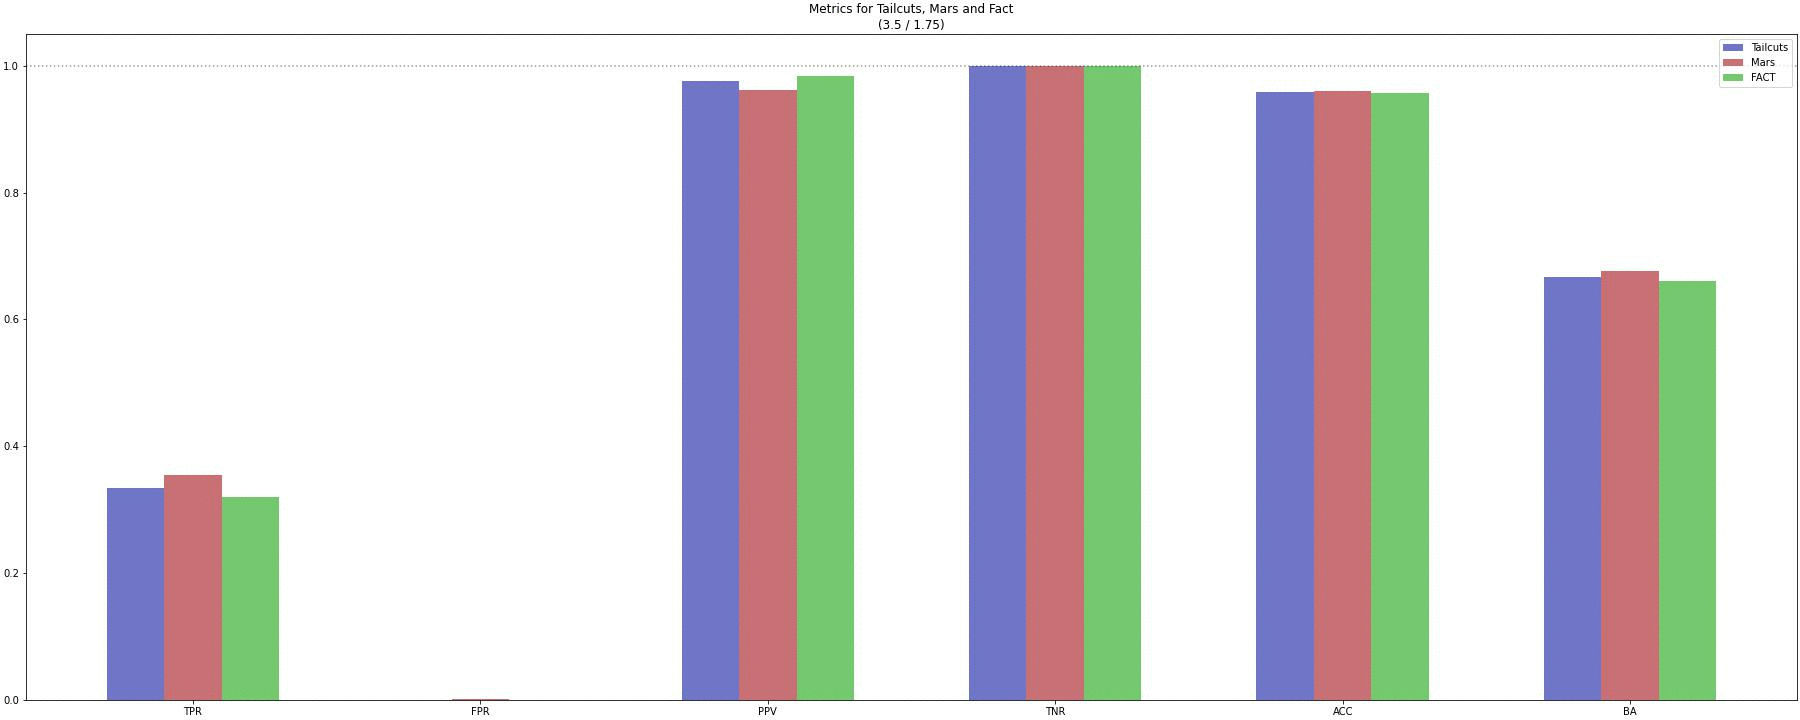 Metrics for Tailcuts, Mars and Fact
(3.5 / 1.75)
Tailcuts
Mars
FACT
1.0
0.8
0.6
0.4
0.2
0.0
TPR FPR PPV TNR ACC BA